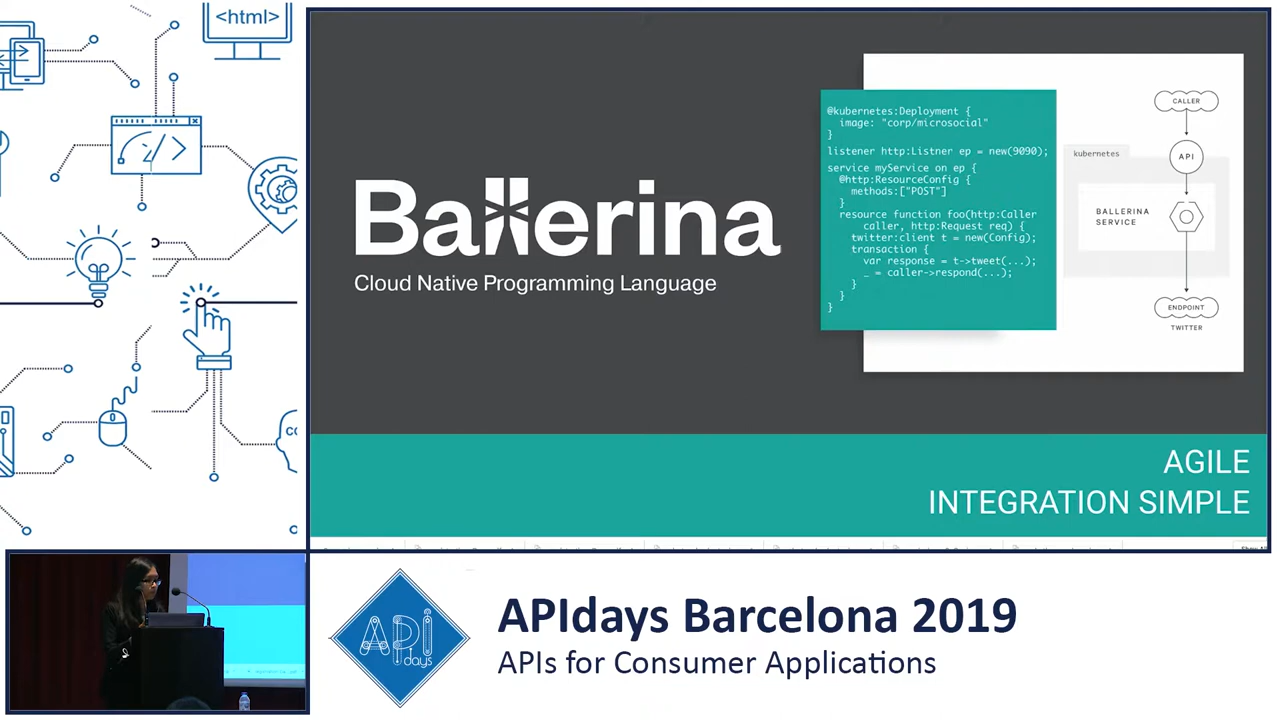 <html>
Ballerina
Cloud Native Programming Language
@kubernetes:Deployment {
image: "corp/microsocial"
}
listener http:Listner ep = new(9090);
service myService on ep {
@http:ResourceConfig {
methods:["POST"]
}
resource function foo(http:Caller
caller, http:Request req) {
twitter:client t = new(Config);
transaction {
var response = t->tweet(...);
_ = caller->respond(...);
}
}
}
CALLER
API
kubernetes
BALLERINA
SERVICE
ENDPOINT
TWITTER
AGILE
INTEGRATION SIMPLE
API
days
APIdays Barcelona 2019
APIs for Consumer Applications